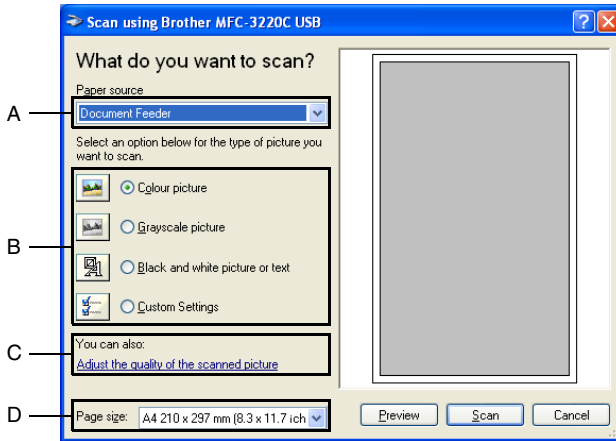 Scan using Brother MFC-3220C USB
What do you want to scan?
Paper source
A
Document Feeder
Select an option below for the type of picture you
want to scan.
Colour picture
Grayscale picture
B
Black and white picture or text
Custom Settings
You can also:
C
Adjust the quality of the scanned picture
D
Page size: A4 210 x 297 mm (8.3 x 11.7 ich
Preview Scan Cancel